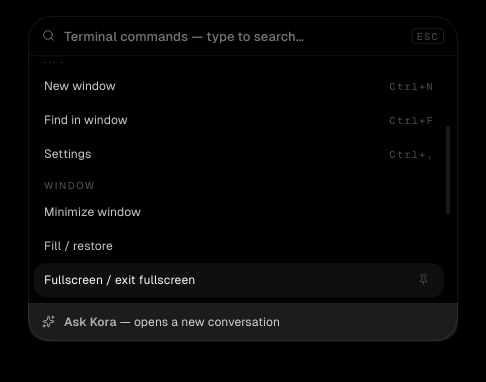 Terminal commands — type to search...
ESC
New window
Ctrl+N
Find in window
Ctrl+F
Settings
Ctrl+,
WINDOW
Minimize window
Fill / restore
Fullscreen / exit fullscreen
Ask Kora — opens a new conversation